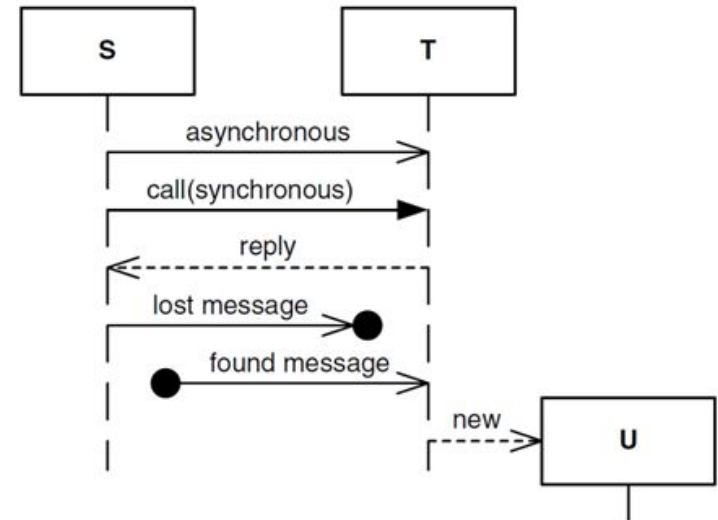 S
T
asynchronous
call(synchronous)
reply
lost message
found message
new
U